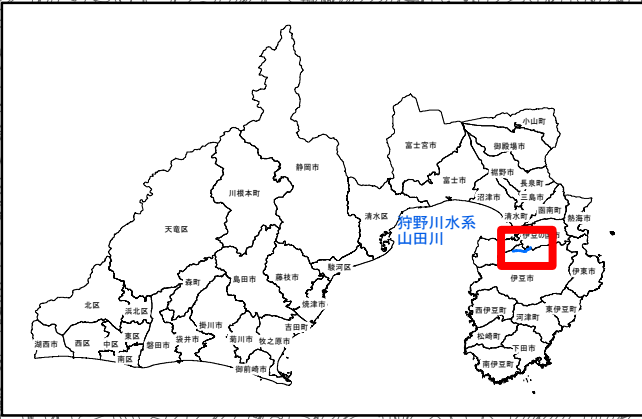 小山町
富士宮市
御殿場市
静岡市
裾野市
富士市
長泉町
川根本町
沼津市
三島市
清水区
清水町
函南町
熱海市
狩野川水系
山田川
天竜区
駿河区
伊東市
森町
島田市
藤枝市
伊豆市
北区
浜北区
焼津市
西伊豆町
東伊豆町
河津町
掛川市
吉田町
湖西市
西区
中区
東区
磐田市
袋井市
菊川市
牧之原市
松崎町
下田市
南区
御前崎市
南伊豆町